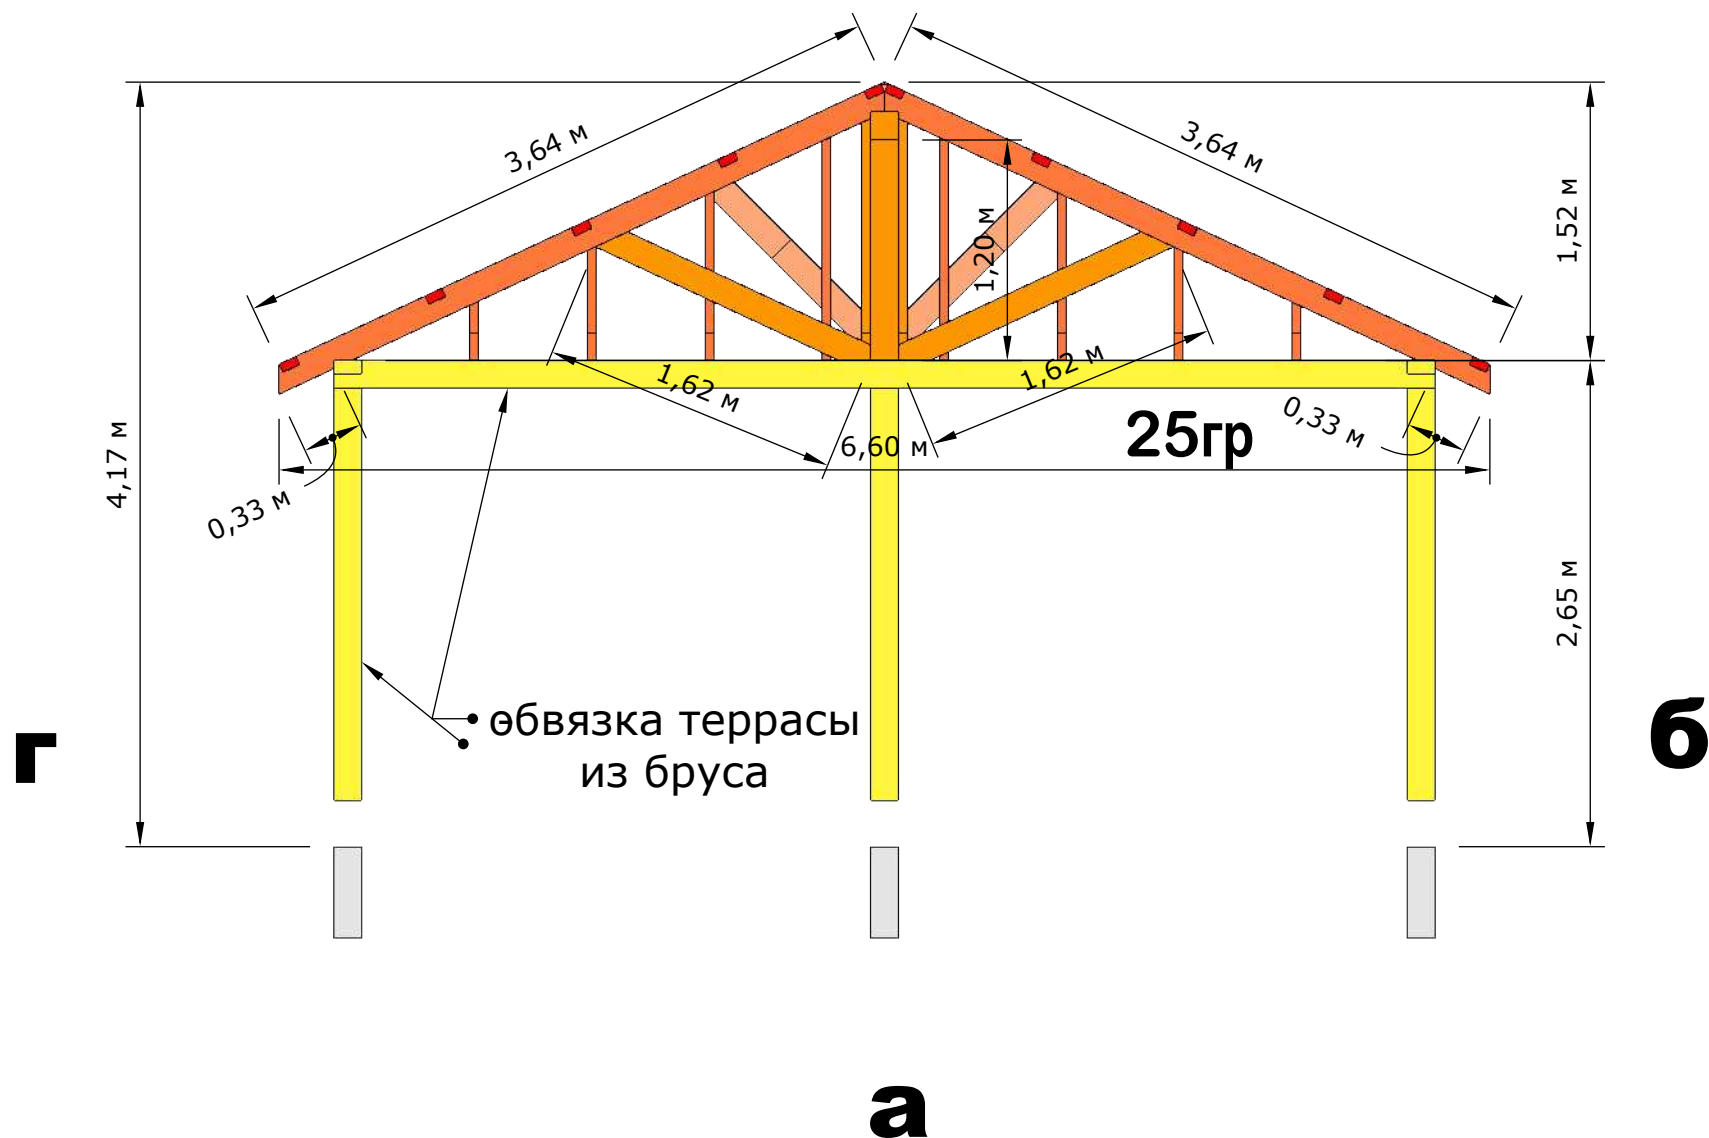 3,64 м
3,64 м
1,52 м
1,20 м
1,62 м
1,62 м
25гр
0,33 м
6,60 м
4,17 м
0,33 м
2,65 м
обвязка террасы
из бруса
г
б
а